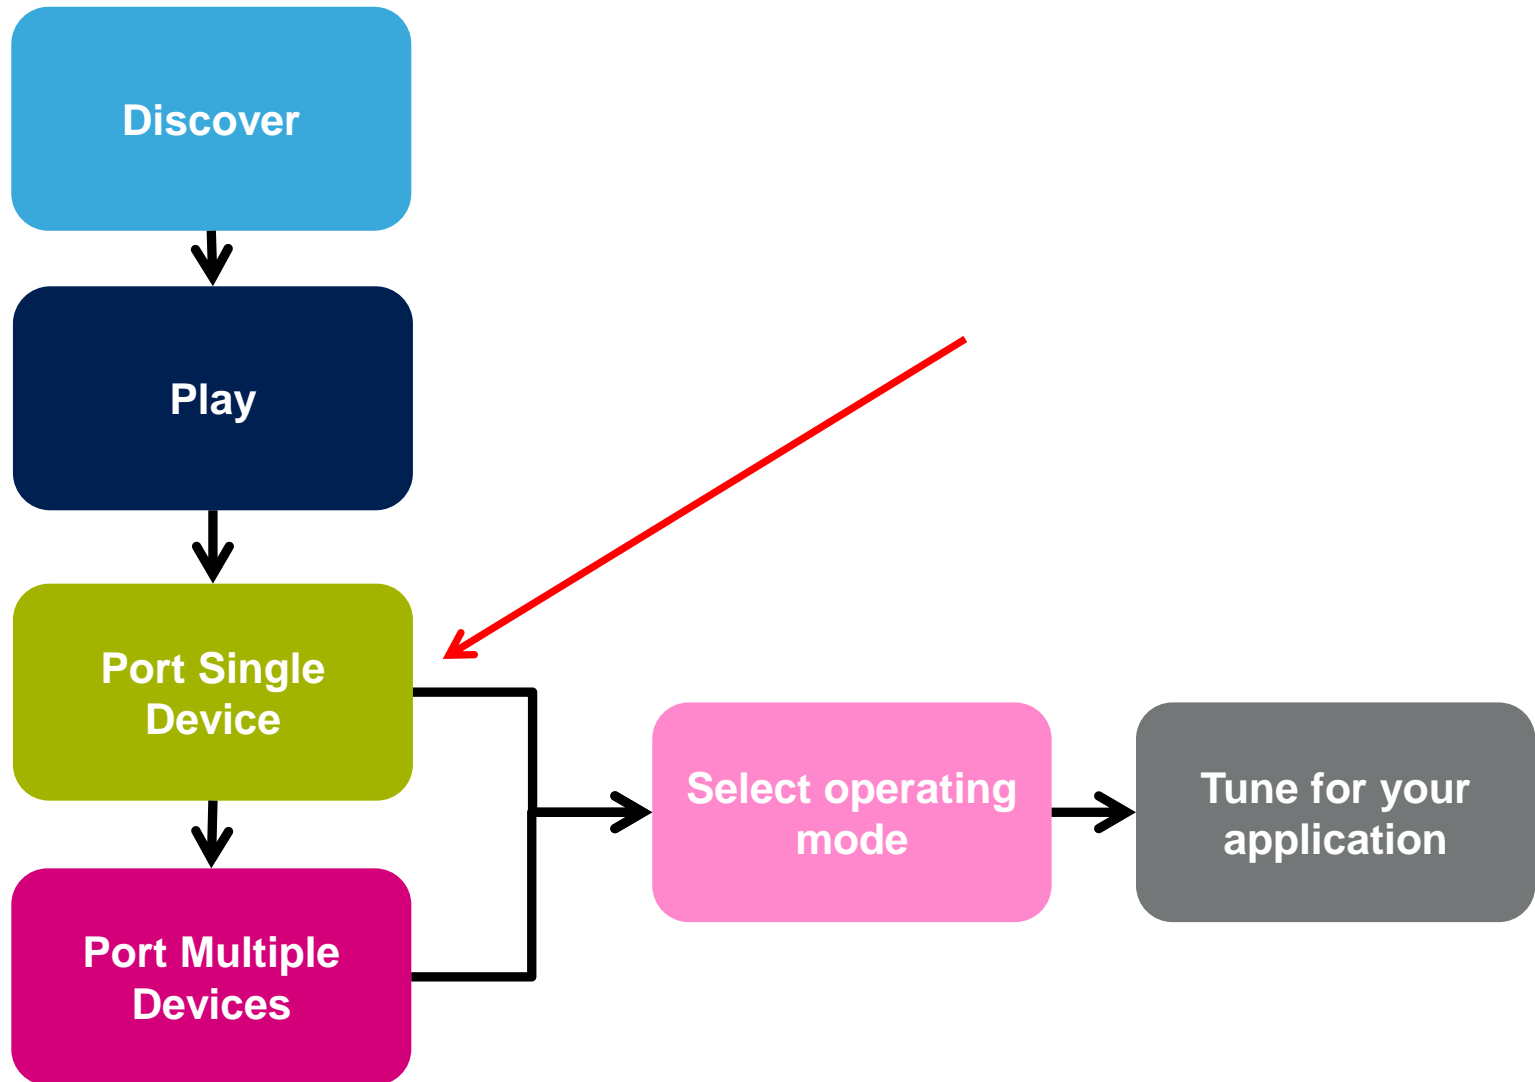 Discover
Play
Port Single
Device
Port Multiple
Devices
Select operating
mode
Tune for your
application